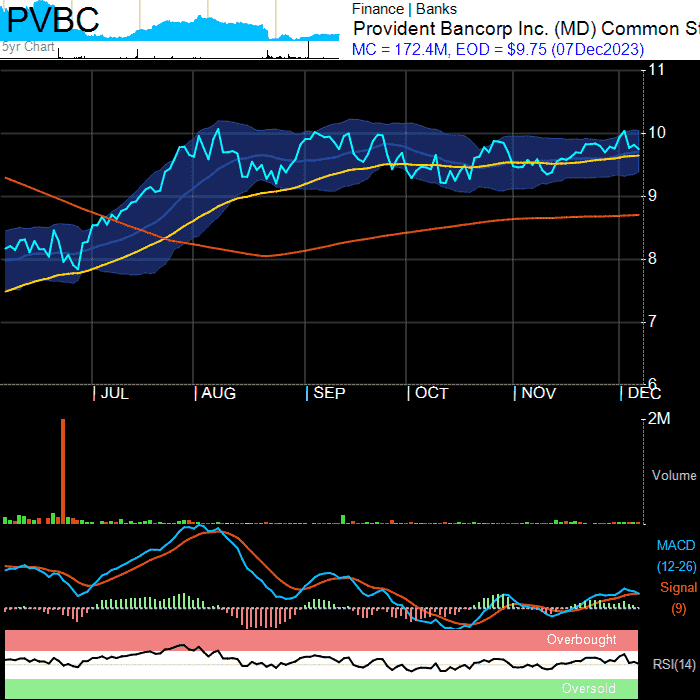 PVBC
5yr Chart
Finance | Banks
Provident Bancorp Inc. (MD) Common St
MC = 172.4M, EOD = $9.75 (07Dec2023)
11
10
9
8
7
6
JUL
AUG
SEP
OCT
NOV
DEC
2M
Volume
MACD
(12-26)
Signal
(9)
Overbought
RSI(14)
Oversold